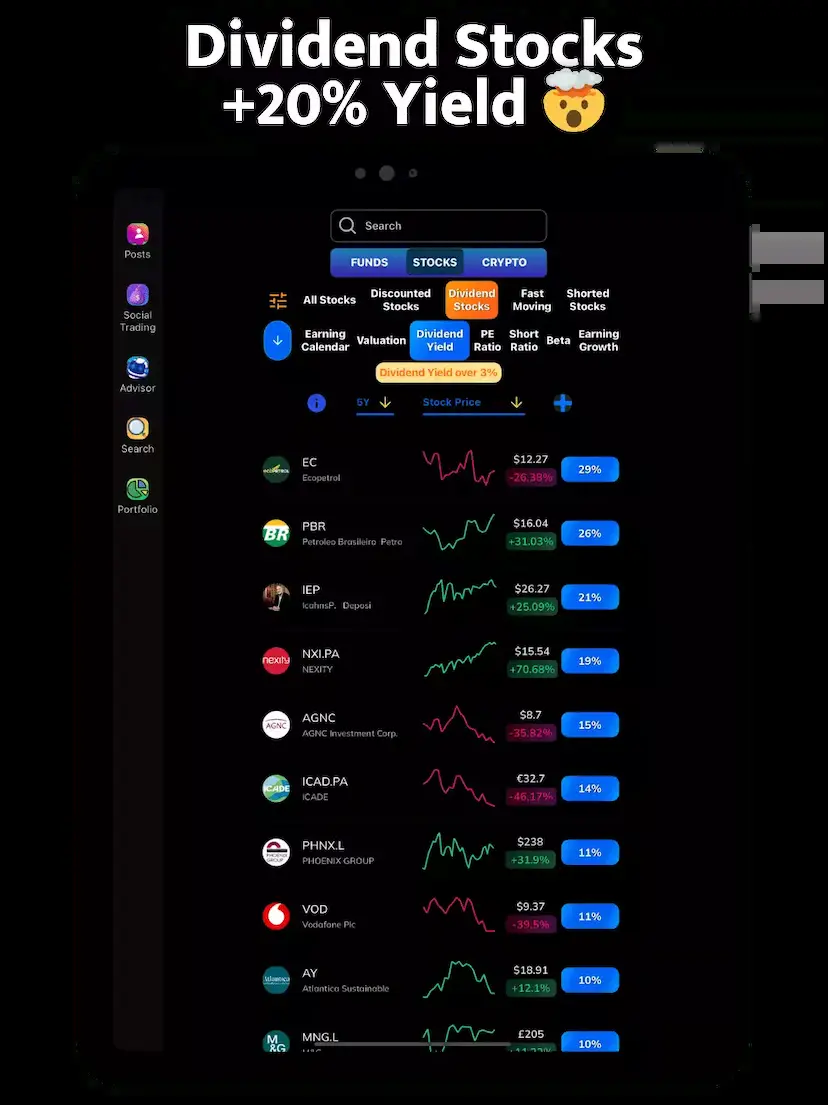 Dividend Stocks
+20% Yield 🤯
Search
FUNDS STOCKS CRYPTO
All Stocks Discounted Stocks Dividend Stocks Fast Moving Shorted Stocks
Earning Calendar Valuation Dividend Yield PE Ratio Short Ratio Beta Earning Growth
Dividend Yield over 3%
5Y Stock Price
Posts
Social
Trading
Advisor
Search
Portfolio
EC $12.27
Ecopetrol -26.38% 29%
PBR $16.04
Petroleo Brasileiro Petro +31.03% 26%
IEP $26.27
IcahnsP. Deposi +25.09% 21%
nexity NXI.PA $15.54
NEXITY +70.68% 19%
AGNC AGNC $8.7
AGNC Investment Corp. -35.82% 15%
ICADE ICAD.PA €32.7
ICADE -46.17% 14%
PHOENIX GROUP PHNX.L $238
PHOENIX GROUP +31.9% 11%
VOD $9.37
Vodafone Plc -39.5% 11%
Atlantica AY $18.91
Atlantica Sustainable +12.1% 10%
M&G MNG.L £205
10%